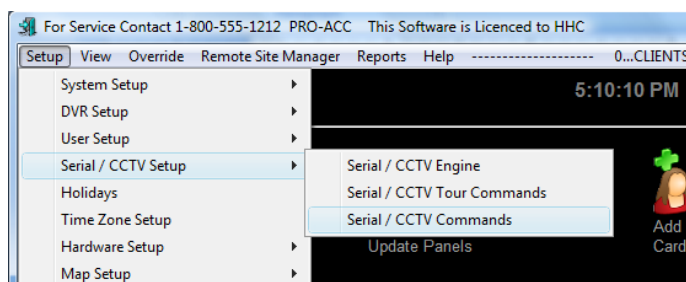 For Service Contact 1-800-555-1212 PRO-ACC This Software is Licenced to HHC
Setup View Override Remote Site Manager Reports Help -------------------- 0...CLIENTS
System Setup
5:10:10 PM
DVR Setup
User Setup
Serial / CCTV Setup
Serial / CCTV Engine
Holidays
Serial / CCTV Tour Commands
Time Zone Setup
Serial / CCTV Commands
Add
Hardware Setup
Update Panels
Card
Map Setup